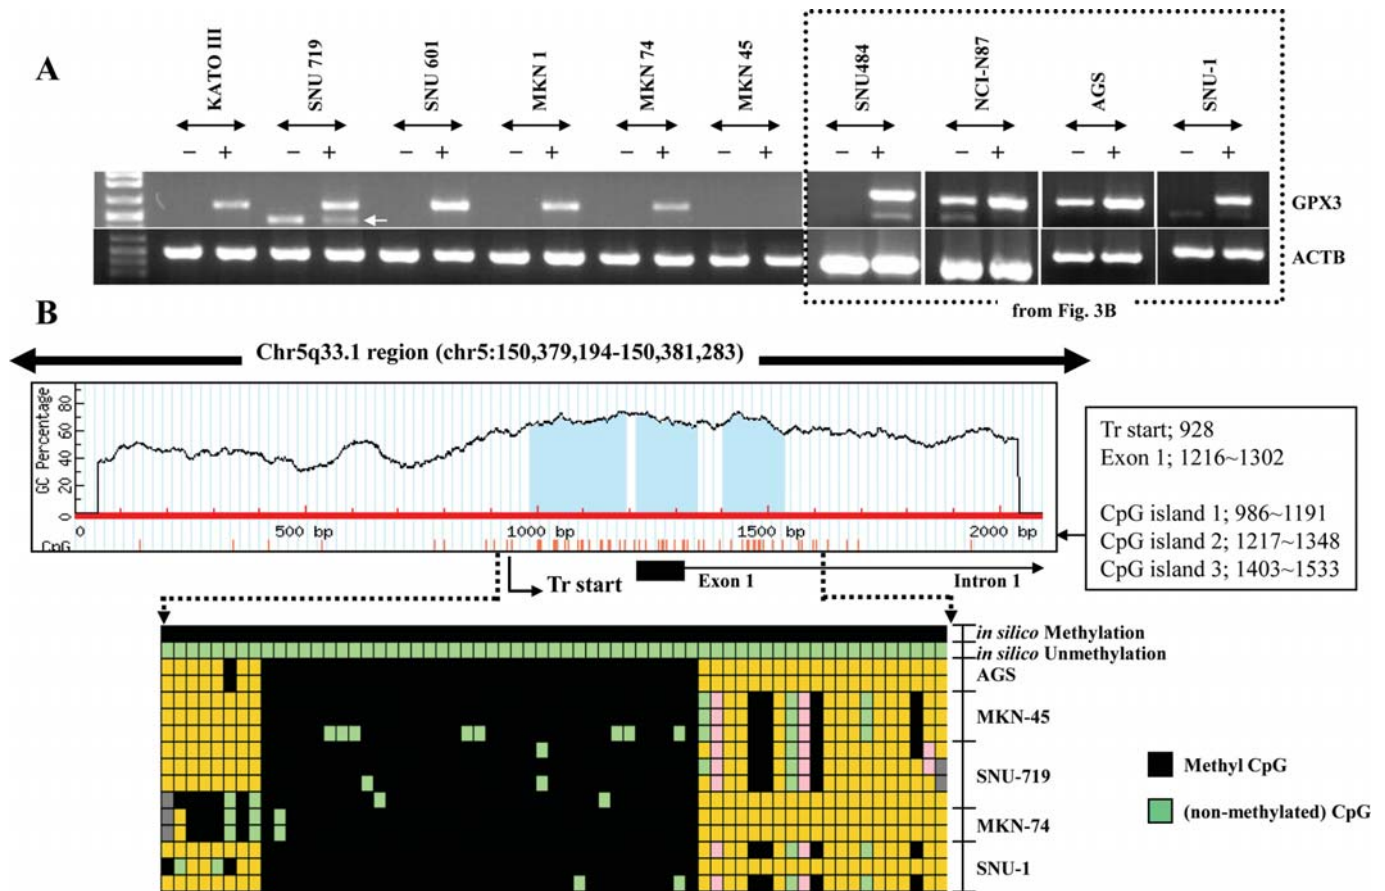 A
KATO III
SNU 719
SNU 601
MKN 1
MKN 74
MKN 45
SNU484
NCI-N87
AGS
SNU-1
− + − + − + − + − + − + − + − + − + − +
GPX3
ACTB
from Fig. 3B
B
Chr5q33.1 region (chr5:150,379,194-150,381,283)
GC Percentage
80
60
40
20
0
0 500 bp 1000 bp 1500 bp 2000 bp
CpG
Tr start; 928
Exon 1; 1216~1302
CpG island 1; 986~1191
CpG island 2; 1217~1348
CpG island 3; 1403~1533
Tr start
Exon 1
Intron 1
in silico Methylation
in silico Unmethylation
AGS
MKN-45
SNU-719
MKN-74
SNU-1
Methyl CpG
(non-methylated) CpG